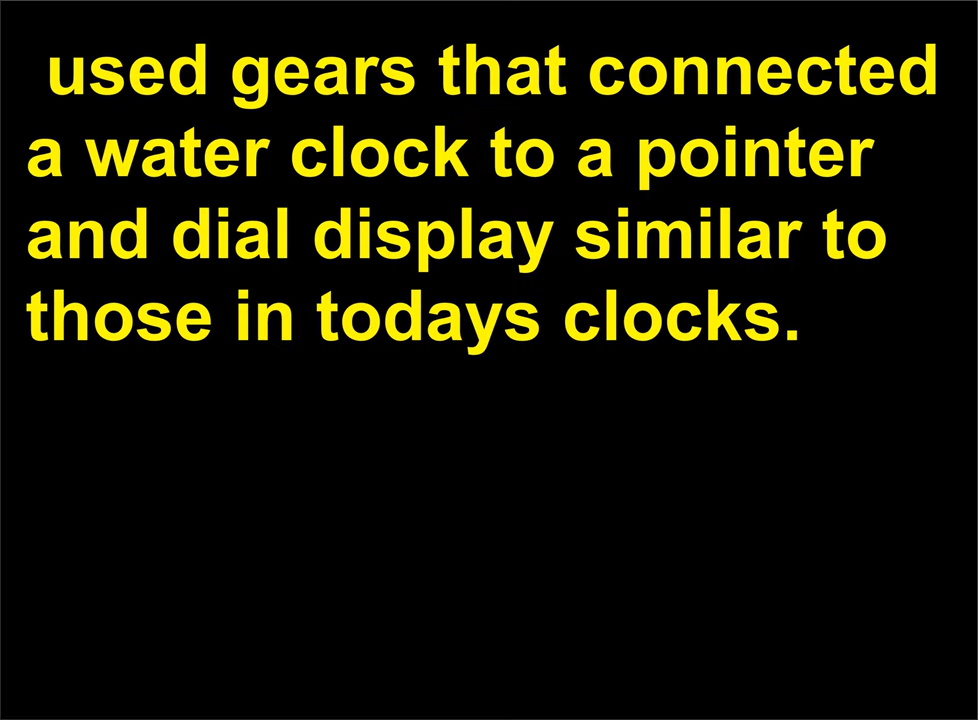 used gears that connected
a water clock to a pointer
and dial display similar to
those in todays clocks.